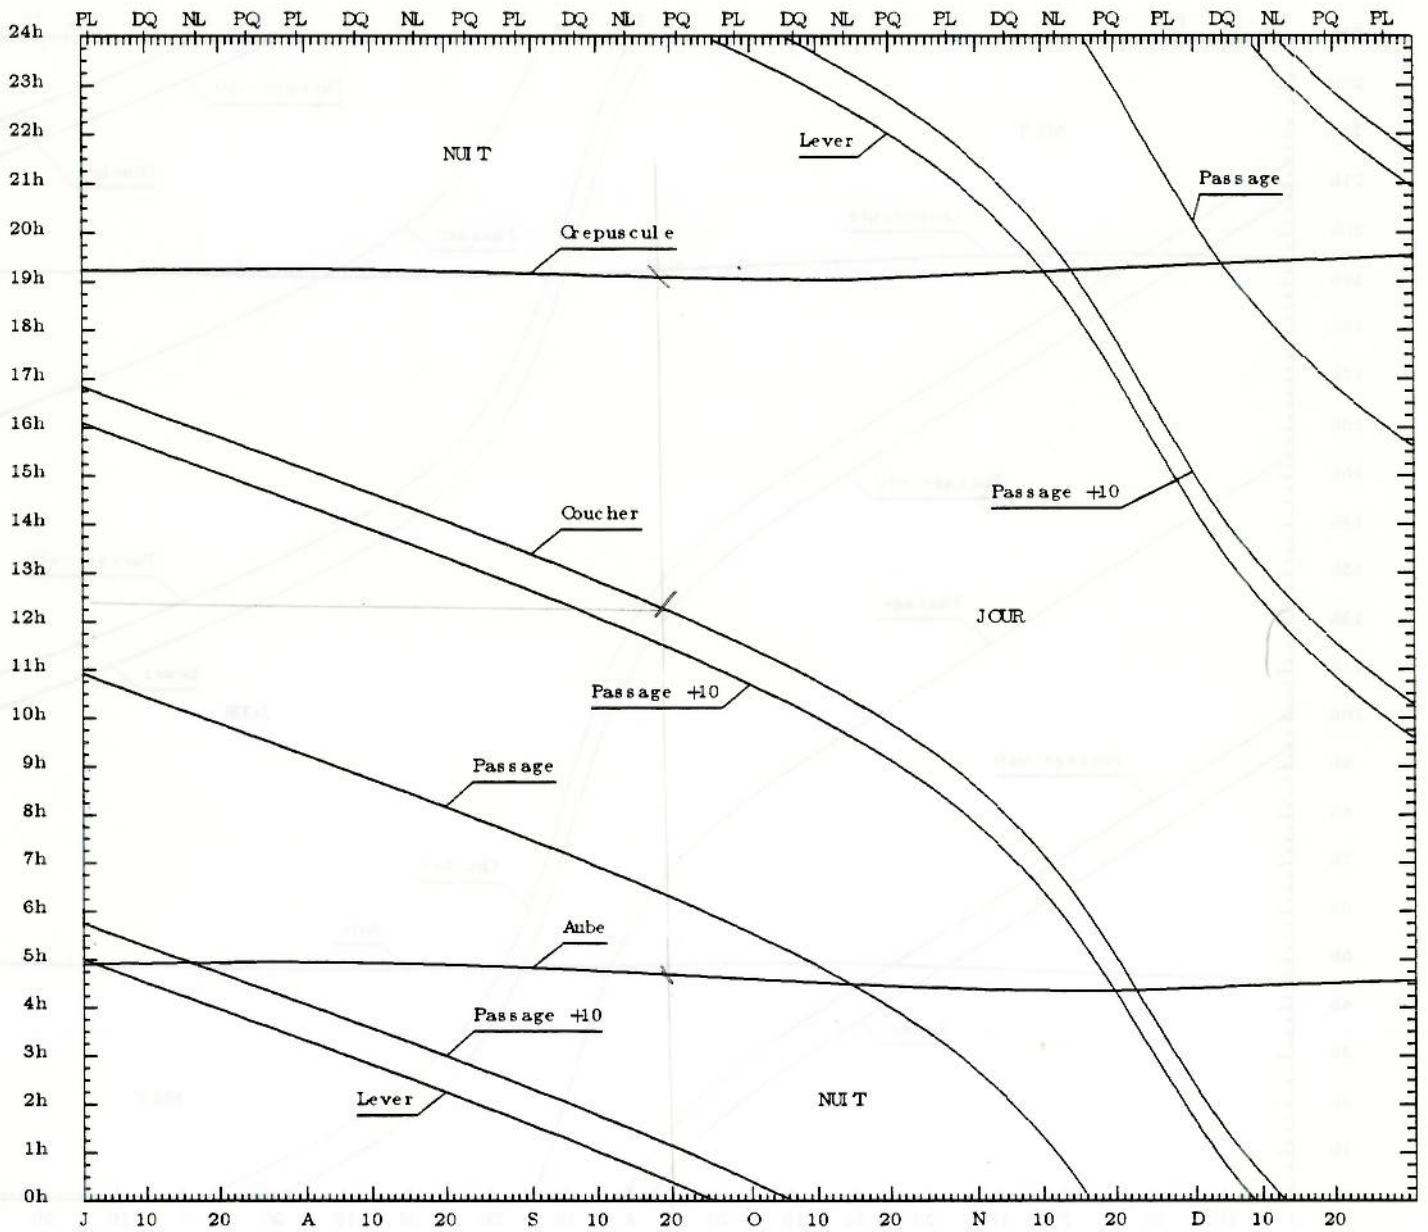 PL DQ NL PQ PL DQ NL PQ PL DQ NL PQ PL DQ NL PQ PL DQ NL PQ PL DQ NL PQ PL
24h
23h
22h
21h
20h
19h
18h
17h
16h
15h
14h
13h
12h
11h
10h
9h
8h
7h
6h
5h
4h
3h
2h
1h
0h
NUIT
Lever
Passage
Crepuscule
Passage +10
Coucher
JOUR
Passage +10
Passage
Aube
Passage +10
Lever
NUIT
J 10 20 A 10 20 S 10 20 O 10 20 N 10 20 D 10 20